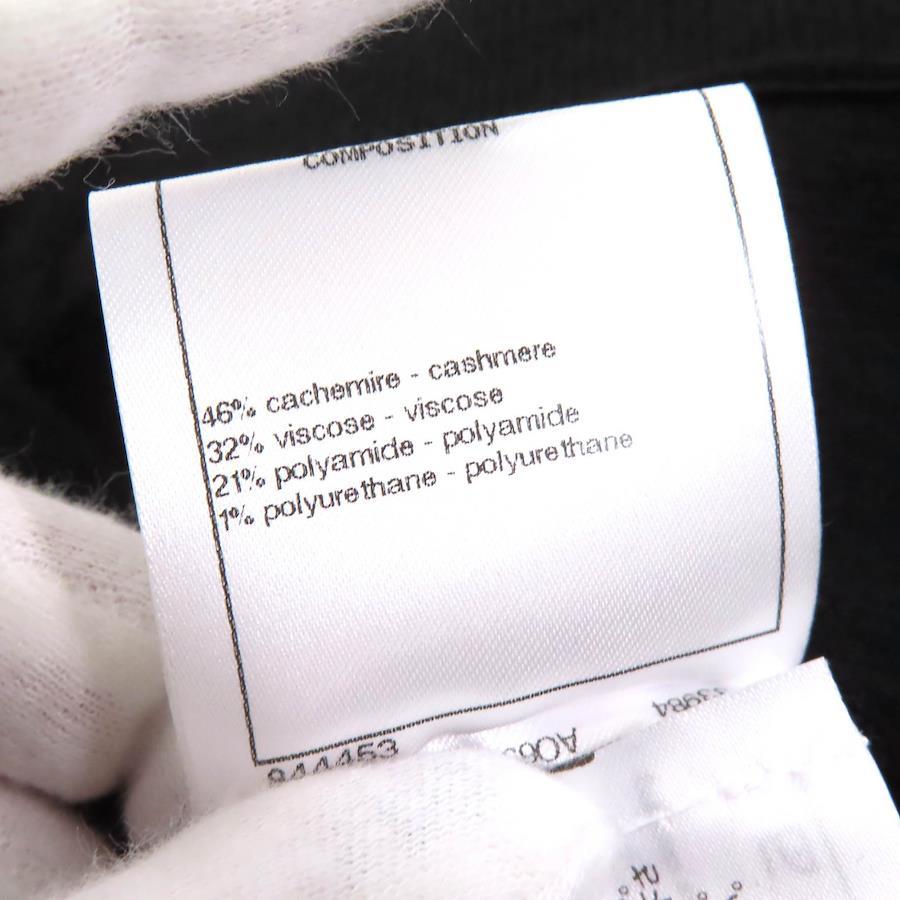 COMPOSITION
46% cachemire - cashmere
32% viscose - viscose
21% polyamide - polyamide
1% polyurethane - polyurethane